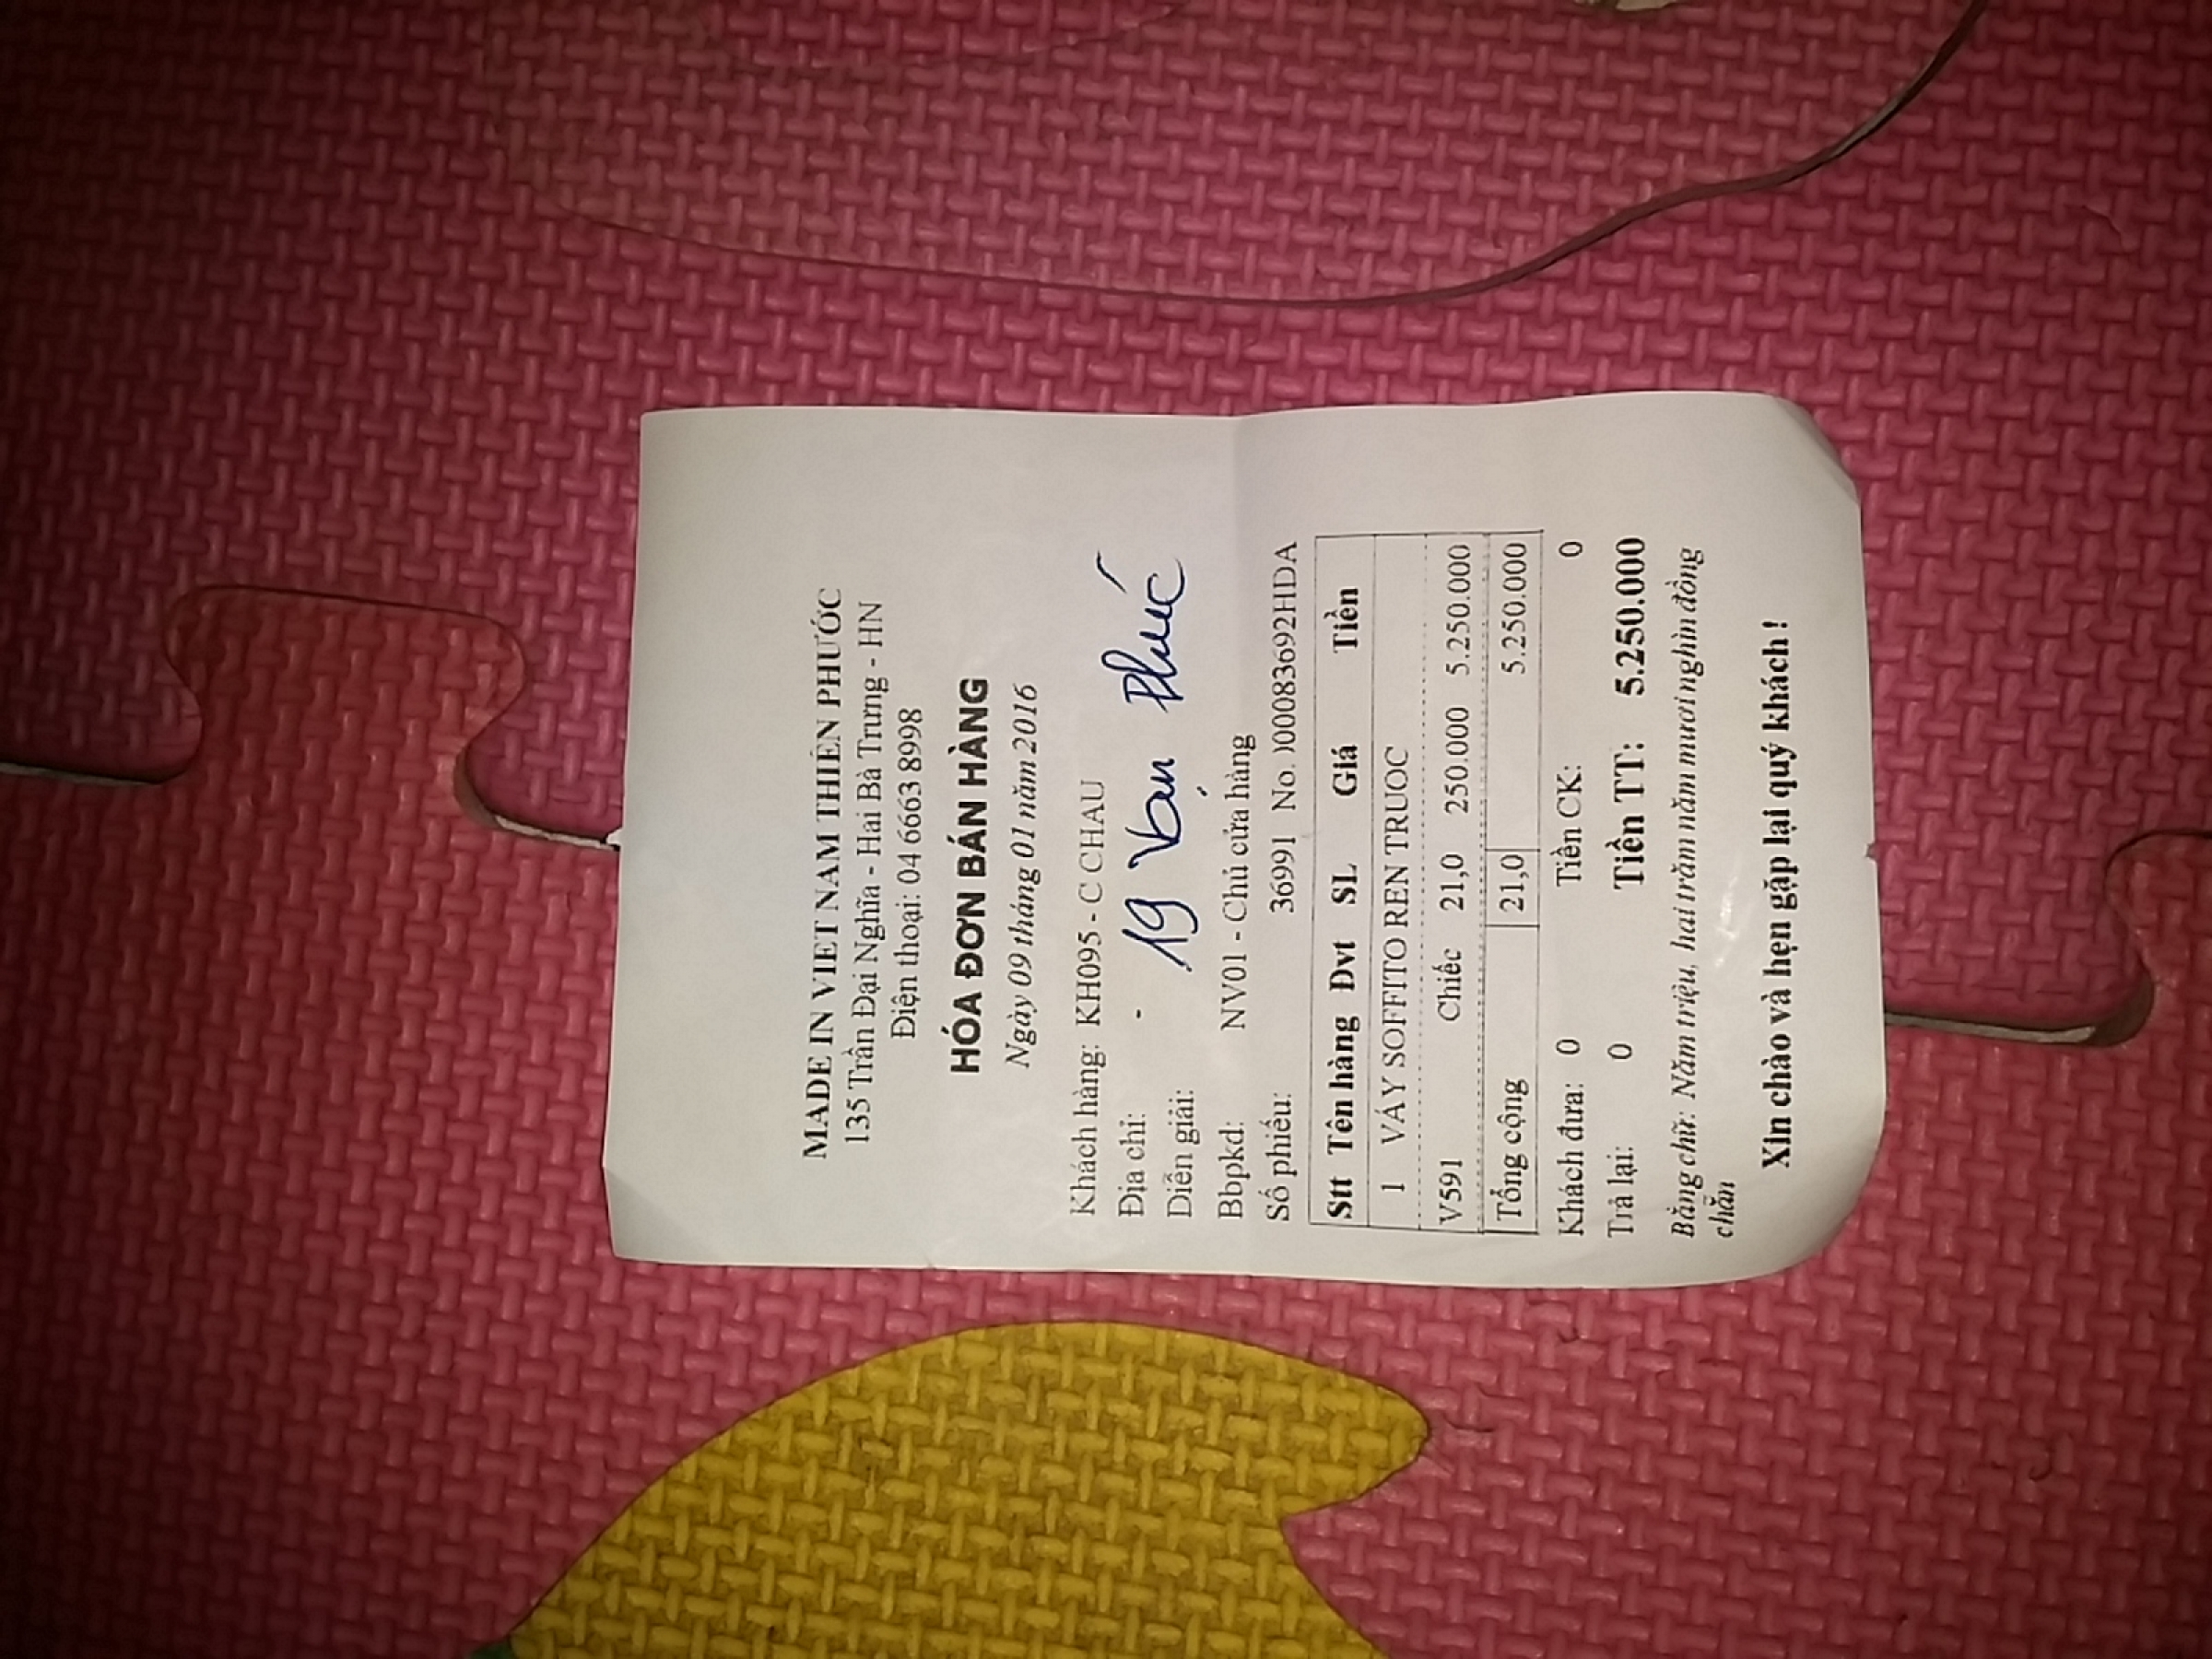 MADE IN VIET NAM THIÊN PHƯỚC
135 Trần Đại Nghĩa - Hai Bà Trưng - HN
Điện thoại: 04 6663 8998
HÓA ĐƠN BÁN HÀNG
Ngày 09 tháng 01 năm 2016
Khách hàng: KH095 - C CHAU
Địa chỉ: -
Diễn giải: 19 Vạn Phúc
Bbpkd: NV01 - Chủ cửa hàng
Số phiếu: 36991 No. )00083692HDA
Stt Tên hàng Đvt SL Giá Tiền
1 VÁY SOFFITO REN TRUOC
V591 Chiếc 21,0 250.000 5.250.000
Tổng cộng 21,0 5.250.000
Khách đưa: 0 Tiền CK: 0
Trả lại: 0 Tiền TT: 5.250.000
Bằng chữ: Năm triệu, hai trăm năm mươi nghìn đồng
chẵn
Xin chào và hẹn gặp lại quý khách!